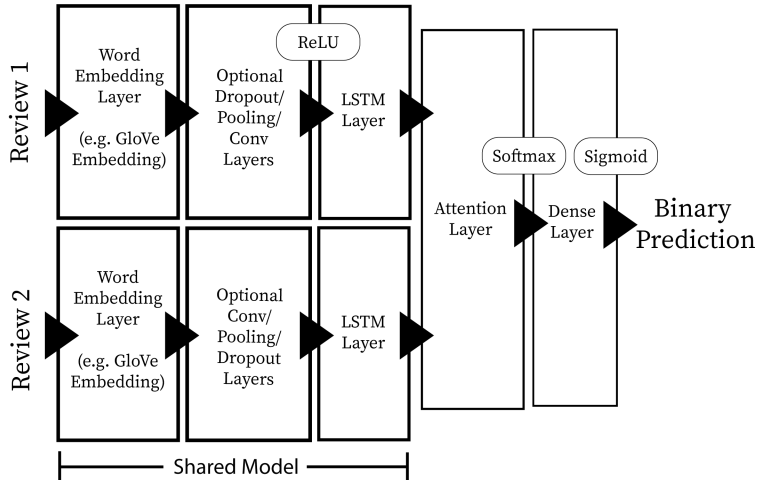 Review 1
Word
Embedding
Layer
(e.g. GloVe
Embedding)
Optional
Dropout/
Pooling/
Conv
Layers
ReLU
LSTM
Layer
Review 2
Word
Embedding
Layer
(e.g. GloVe
Embedding)
Optional
Conv/
Pooling/
Dropout
Layers
LSTM
Layer
Attention
Layer
Softmax
Dense
Layer
Sigmoid
Binary
Prediction
Shared Model